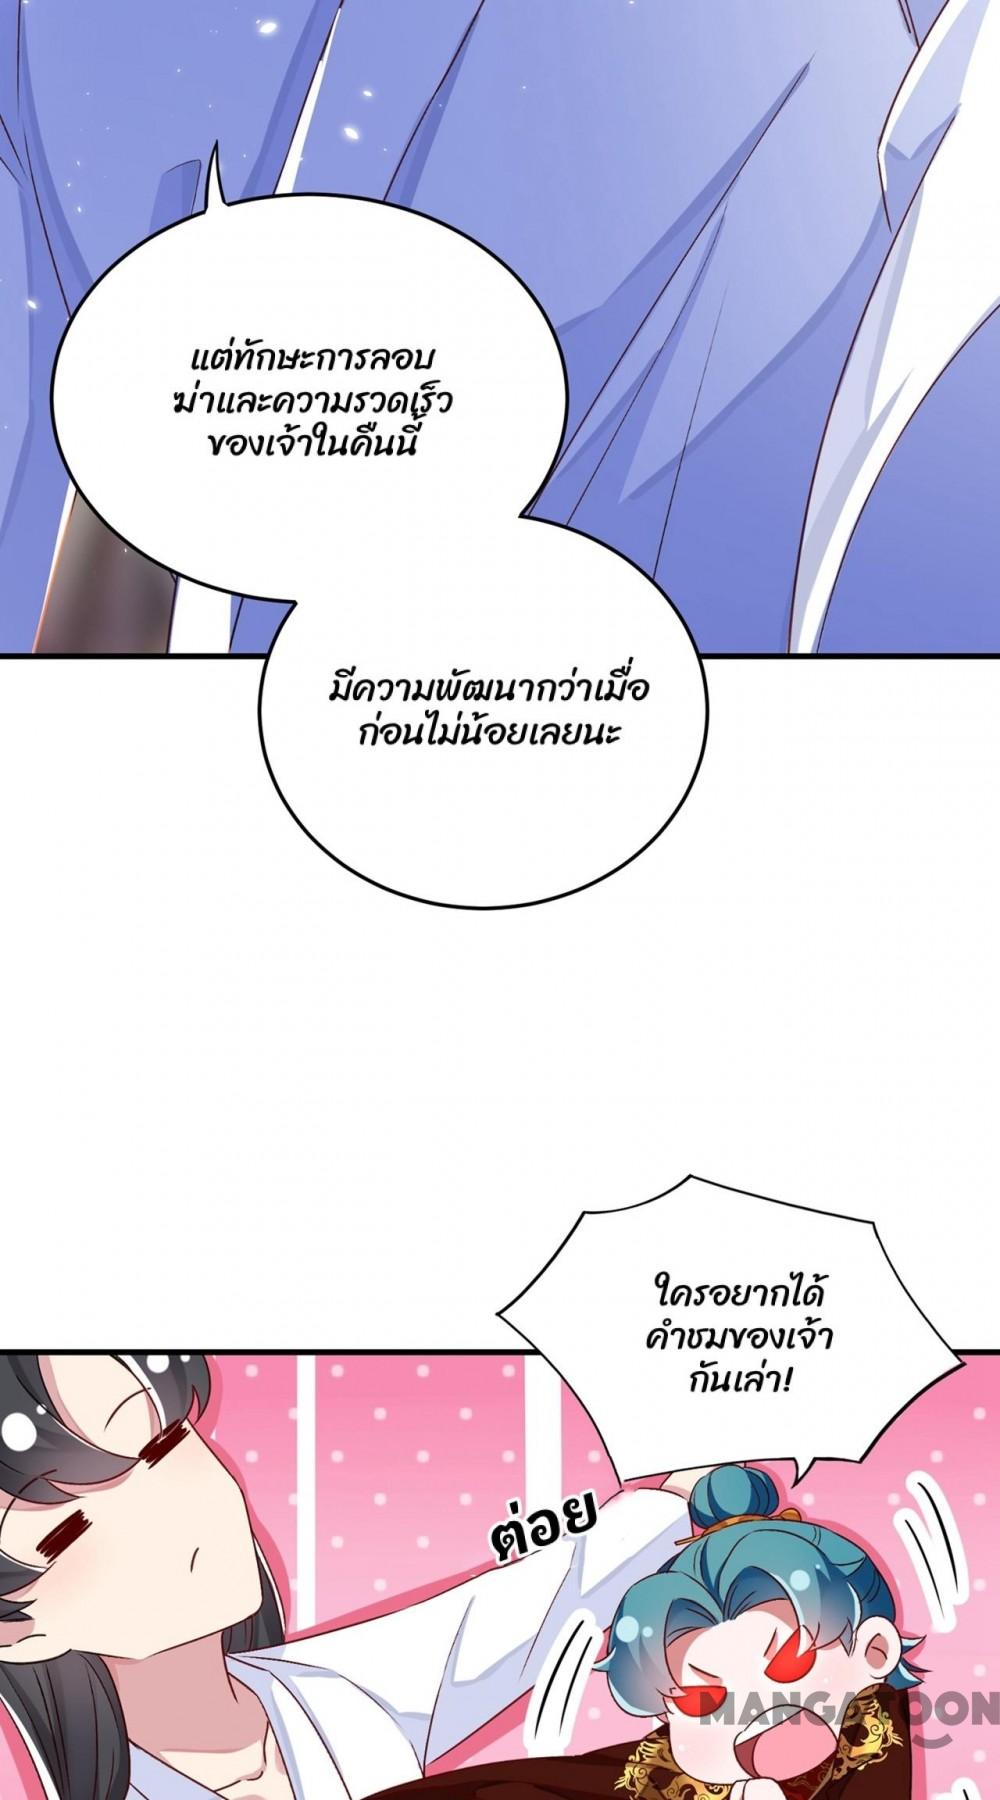 แต่ทักษะการลอบ
ฆ่าและความรวดเร็ว
ของเจ้าในคืนนี้
มีความพัฒนากว่าเมื่อ
ก่อนไม่น้อยเลยนะ
ใครอยากได้
คำชมของเจ้า
กันเล่า!
ต่อย
MANGATOON